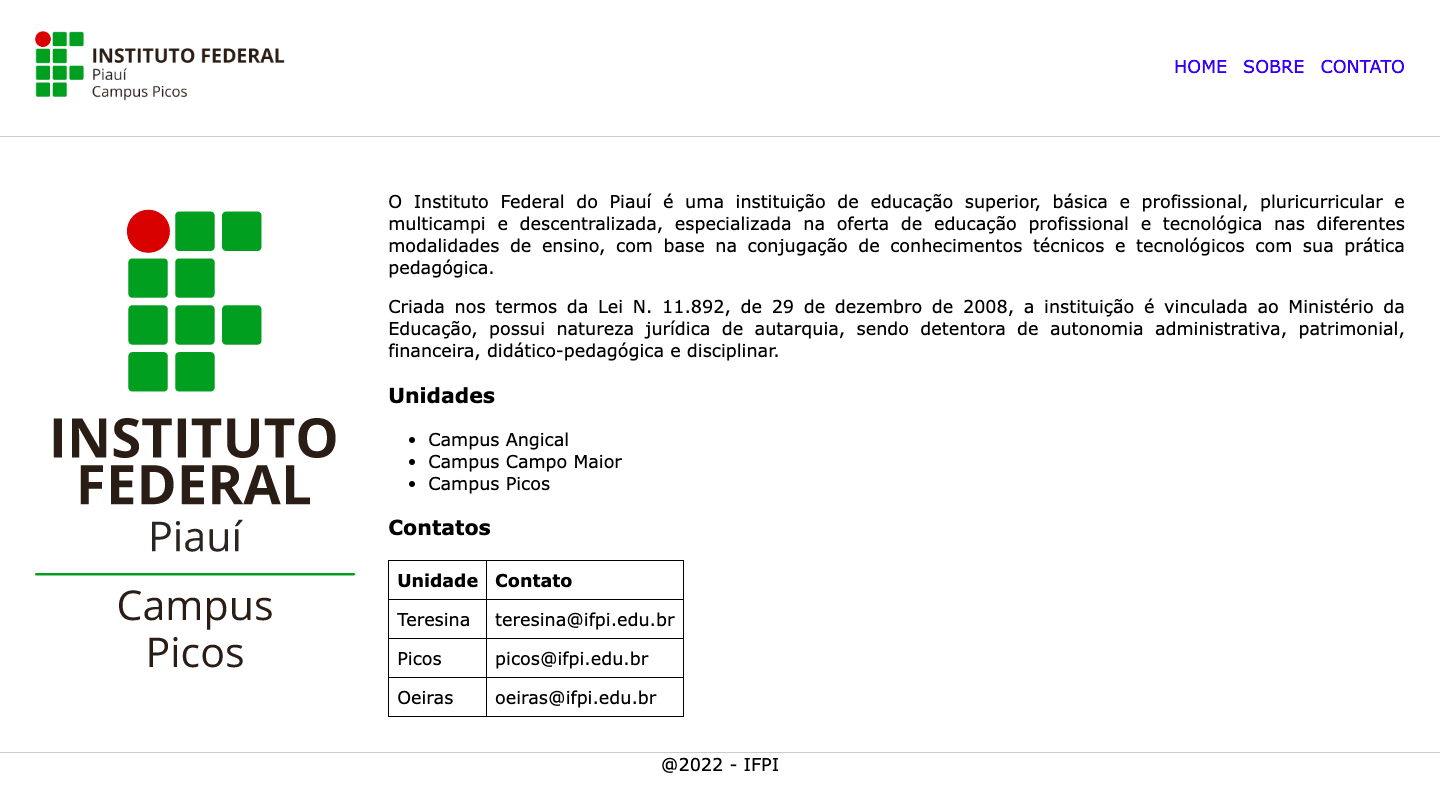 INSTITUTO FEDERAL
Piauí
Campus Picos
HOME SOBRE CONTATO
INSTITUTO
FEDERAL
Piauí
Campus
Picos
O Instituto Federal do Piauí é uma instituição de educação superior, básica e profissional, pluricurricular e
multicampi e descentralizada, especializada na oferta de educação profissional e tecnológica nas diferentes
modalidades de ensino, com base na conjugação de conhecimentos técnicos e tecnológicos com sua prática
pedagógica.
Criada nos termos da Lei N. 11.892, de 29 de dezembro de 2008, a instituição é vinculada ao Ministério da
Educação, possui natureza jurídica de autarquia, sendo detentora de autonomia administrativa, patrimonial,
financeira, didático-pedagógica e disciplinar.
Unidades
• Campus Angical
• Campus Campo Maior
• Campus Picos
Contatos
Unidade Contato
Teresina teresina@ifpi.edu.br
Picos picos@ifpi.edu.br
Oeiras oeiras@ifpi.edu.br
@2022 - IFPI